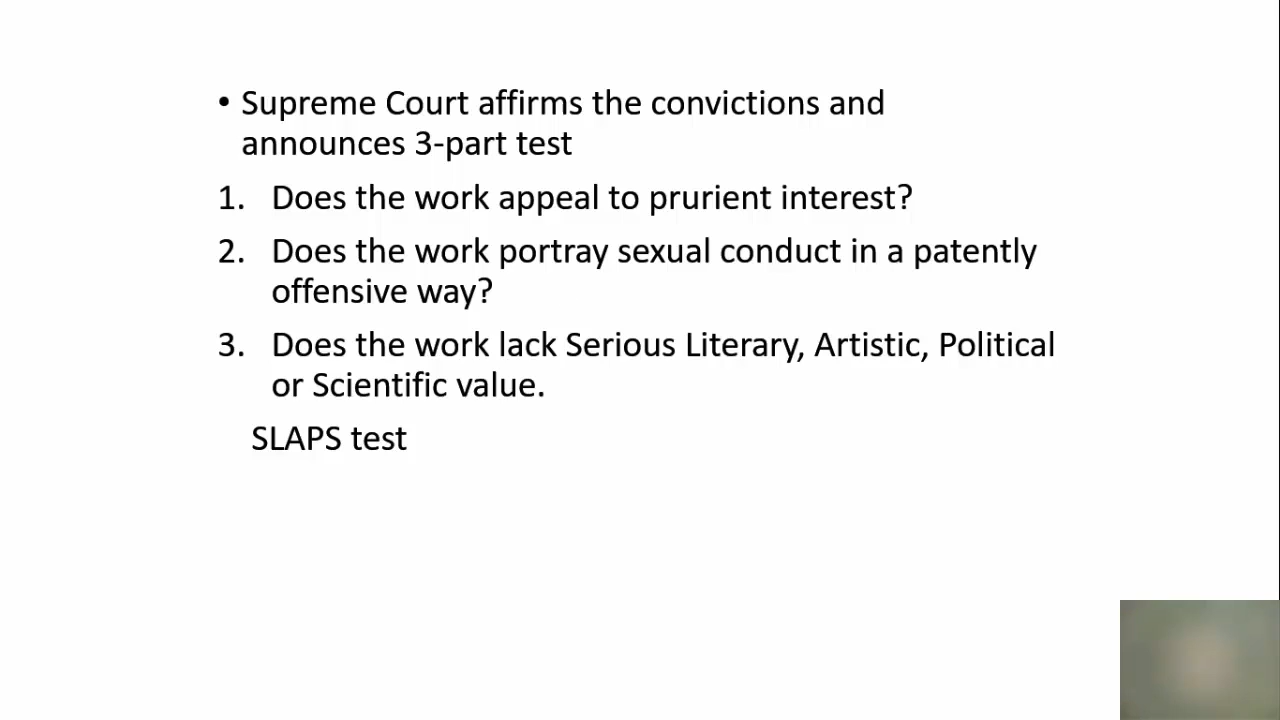 • Supreme Court affirms the convictions and
announces 3-part test
1. Does the work appeal to prurient interest?
2. Does the work portray sexual conduct in a patently
offensive way?
3. Does the work lack Serious Literary, Artistic, Political
or Scientific value.
SLAPS test